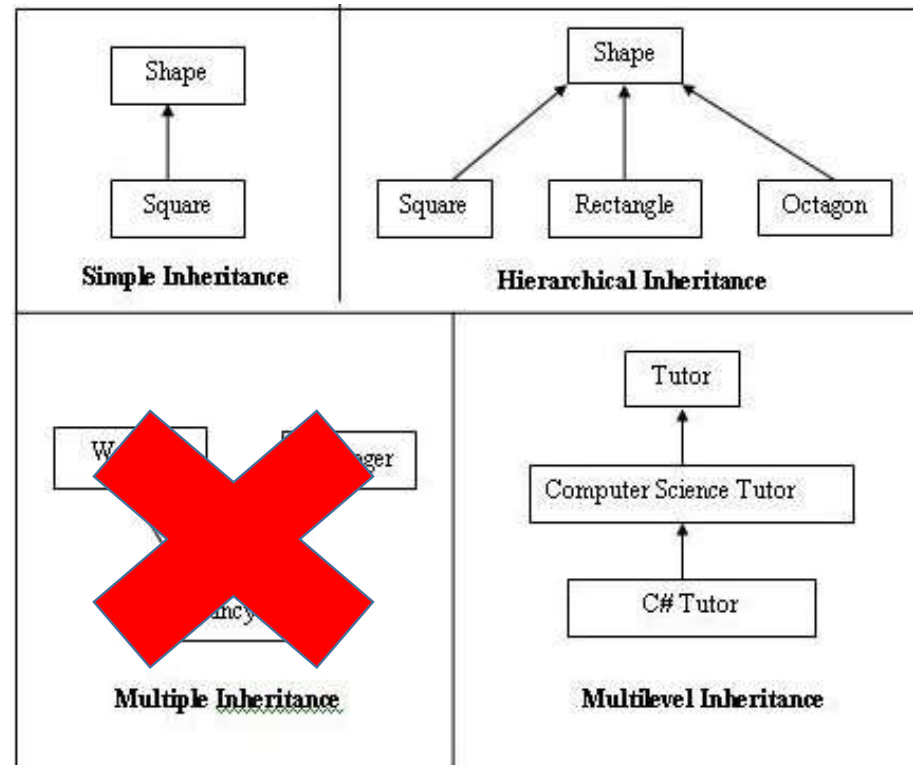 Shape
Square
Simple Inheritance
Shape
Square
Rectangle
Octagon
Hierarchical Inheritance
Multiple Inheritance
Tutor
Computer Science Tutor
C# Tutor
Multilevel Inheritance